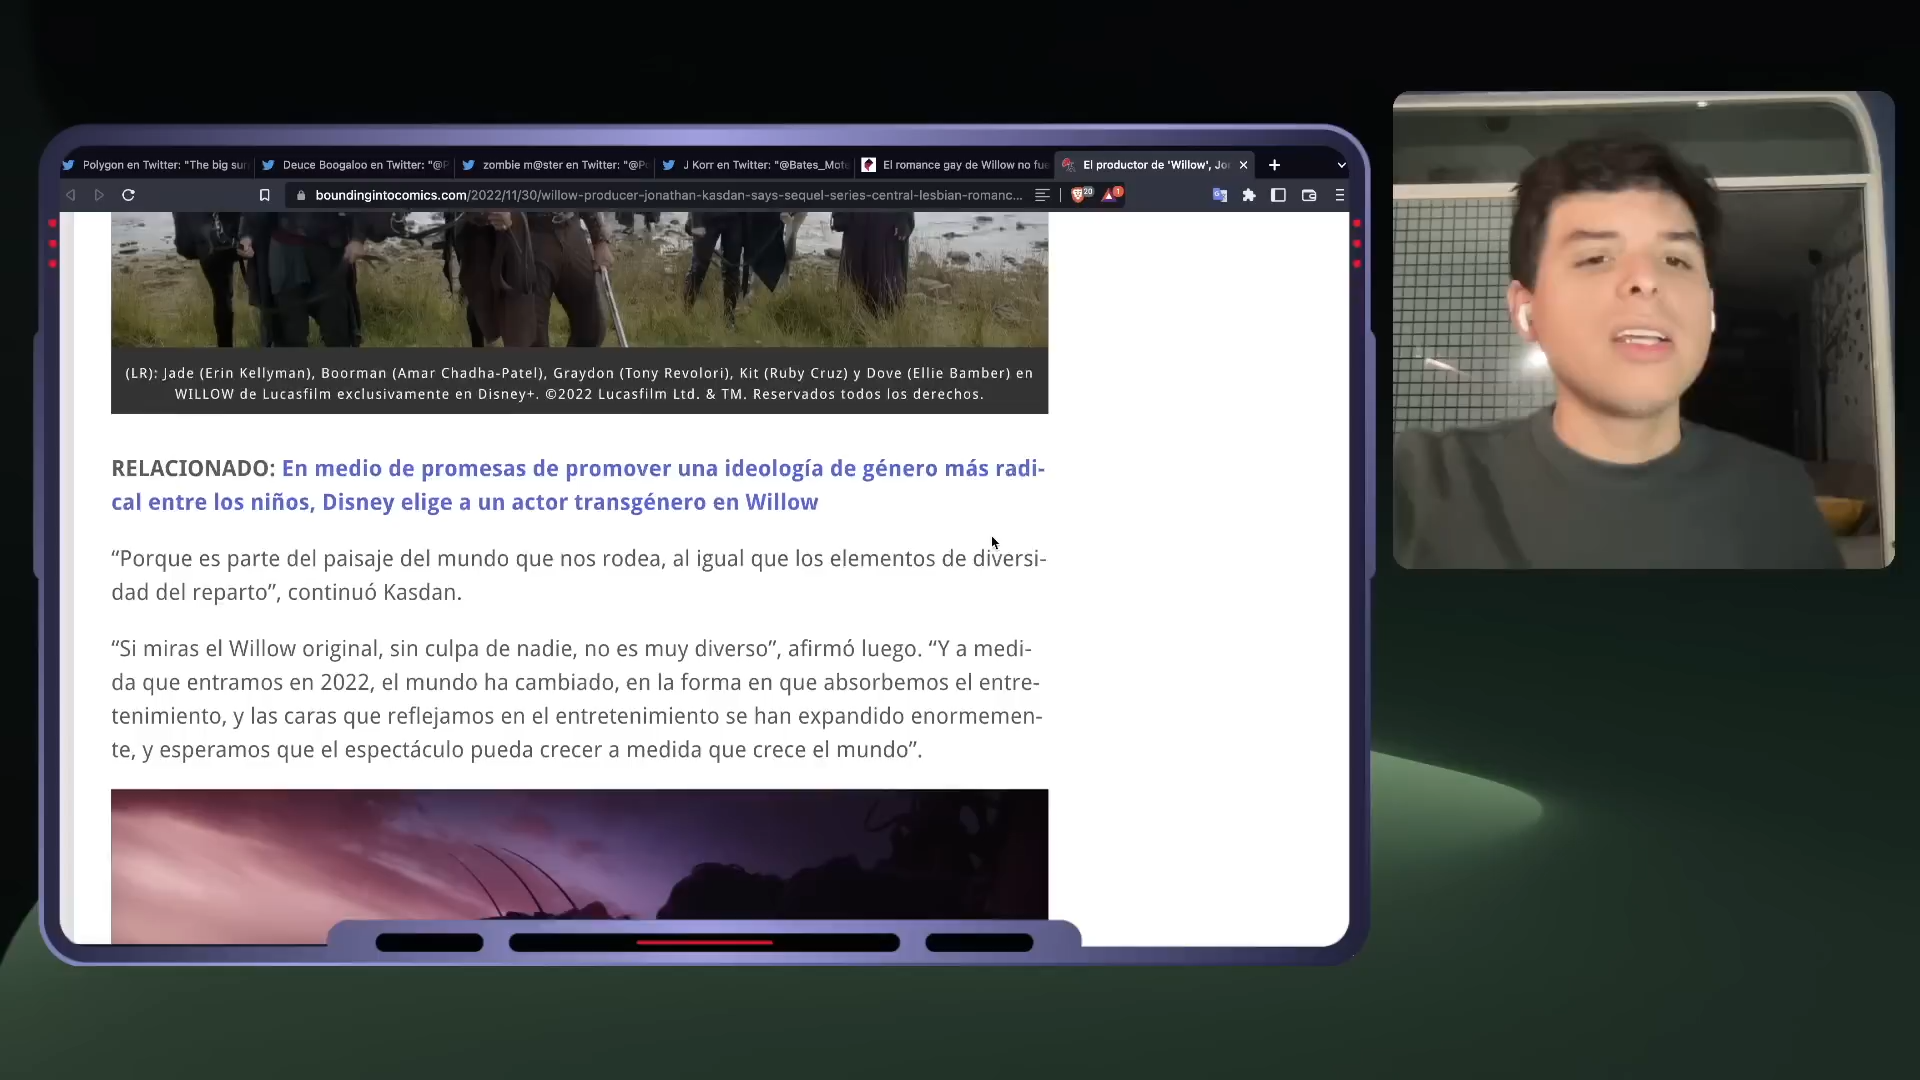 Polygon en Twitter: "The big sur
Deuce Boogaloo en Twitter: "@P
zombie m@ster en Twitter: "@Po
J Korr en Twitter: "@Bates_Mote
El romance gay de Willow no fue
El productor de 'Willow', Jo
boundingintocomics.com/2022/11/30/willow-producer-jonathan-kasdan-says-sequel-series-central-lesbian-romanc...
20
1
(LR): Jade (Erin Kellyman), Boorman (Amar Chadha-Patel), Graydon (Tony Revolori), Kit (Ruby Cruz) y Dove (Ellie Bamber) en
WILLOW de Lucasfilm exclusivamente en Disney+. ©2022 Lucasfilm Ltd. & TM. Reservados todos los derechos.
RELACIONADO: En medio de promesas de promover una ideología de género más radi-
cal entre los niños, Disney elige a un actor transgénero en Willow
“Porque es parte del paisaje del mundo que nos rodea, al igual que los elementos de diversi-
dad del reparto”, continuó Kasdan.
“Si miras el Willow original, sin culpa de nadie, no es muy diverso”, afirmó luego. “Y a medi-
da que entramos en 2022, el mundo ha cambiado, en la forma en que absorbemos el entre-
tenimiento, y las caras que reflejamos en el entretenimiento se han expandido enormemen-
te, y esperamos que el espectáculo pueda crecer a medida que crece el mundo”.